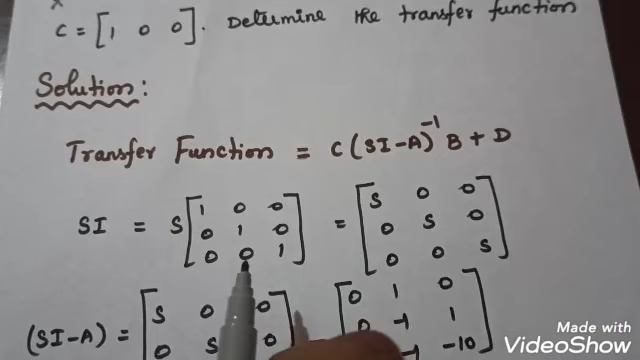 C = [ 1 0 0 ]. Determine the transfer function
Solution:
Transfer Function = C(SI-A)⁻¹ B + D
SI = S [ 1 0 0
0 1 0
0 0 1 ] = [ S 0 0
0 S 0
0 0 S ]
(SI-A) = [ S 0 0
0 S 0 [ 0 1 0
0 -1 1
-1 -10 ]
Made with
VideoShow